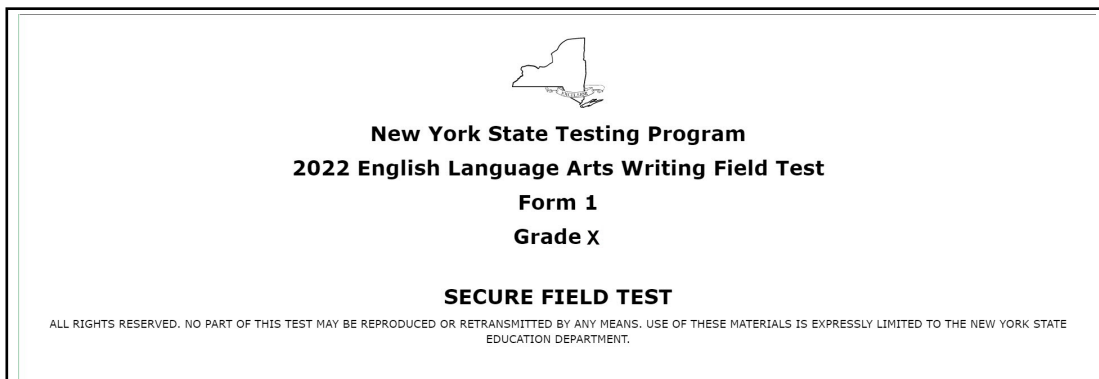 New York State Testing Program
2022 English Language Arts Writing Field Test
Form 1
Grade X
SECURE FIELD TEST
ALL RIGHTS RESERVED. NO PART OF THIS TEST MAY BE REPRODUCED OR RETRANSMITTED BY ANY MEANS. USE OF THESE MATERIALS IS EXPRESSLY LIMITED TO THE NEW YORK STATE
EDUCATION DEPARTMENT.